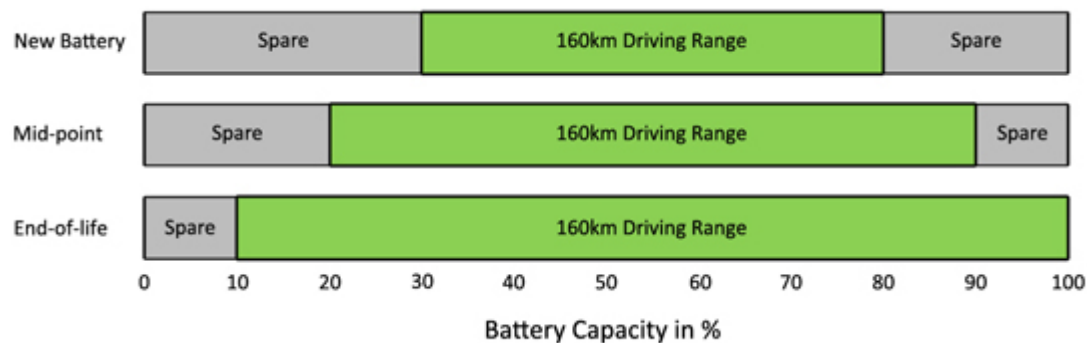 New Battery
Spare
160km Driving Range
Spare
Mid-point
Spare
160km Driving Range
Spare
End-of-life
Spare
160km Driving Range
0 10 20 30 40 50 60 70 80 90 100
Battery Capacity in %